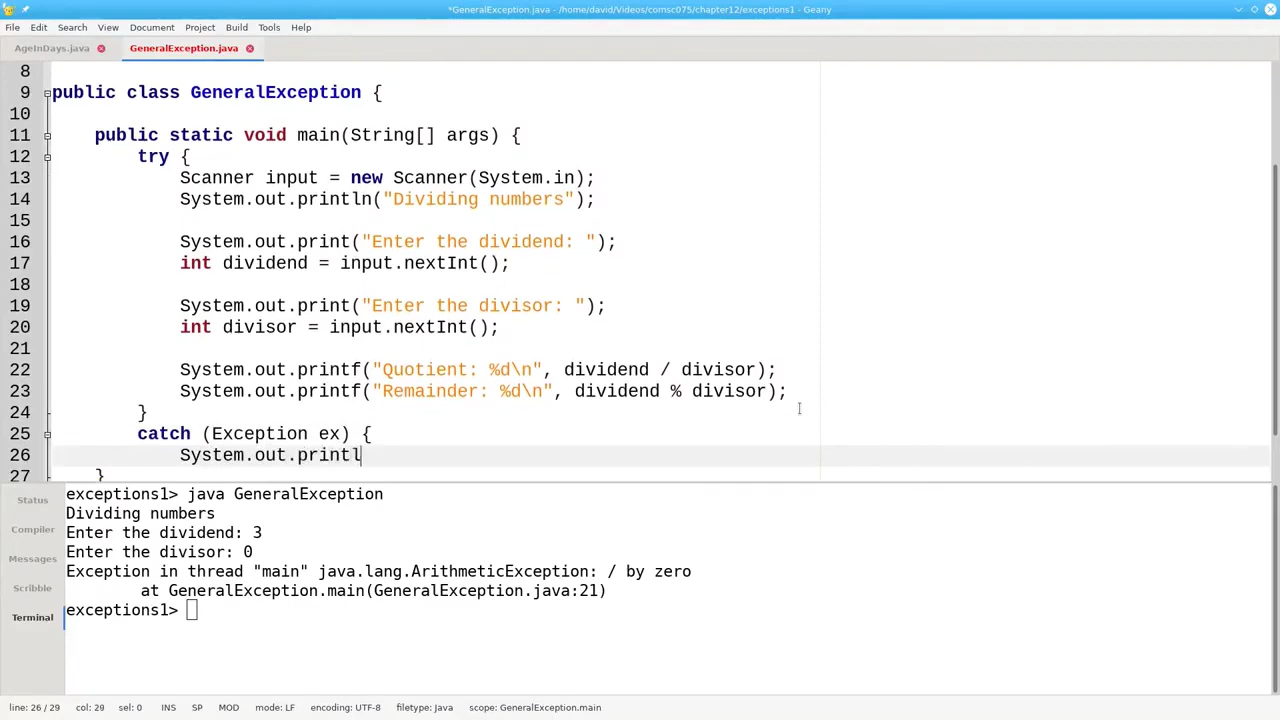 *GeneralException.java - /home/david/Videos/comsc075/chapter12/exceptions1 - Geany
File Edit Search View Document Project Build Tools Help
AgeInDays.java GeneralException.java
8
9 public class GeneralException {
10
11 public static void main(String[] args) {
12 try {
13 Scanner input = new Scanner(System.in);
14 System.out.println("Dividing numbers");
15
16 System.out.print("Enter the dividend: ");
17 int dividend = input.nextInt();
18
19 System.out.print("Enter the divisor: ");
20 int divisor = input.nextInt();
21
22 System.out.printf("Quotient: %d\n", dividend / divisor);
23 System.out.printf("Remainder: %d\n", dividend % divisor);
24 }
25 catch (Exception ex) {
26 System.out.printl
27 }
Status
Compiler
Messages
Scribble
Terminal
exceptions1> java GeneralException
Dividing numbers
Enter the dividend: 3
Enter the divisor: 0
Exception in thread "main" java.lang.ArithmeticException: / by zero
at GeneralException.main(GeneralException.java:21)
exceptions1>
line: 26 / 29 col: 29 sel: 0 INS SP MOD mode: LF encoding: UTF-8 filetype: Java scope: GeneralException.main